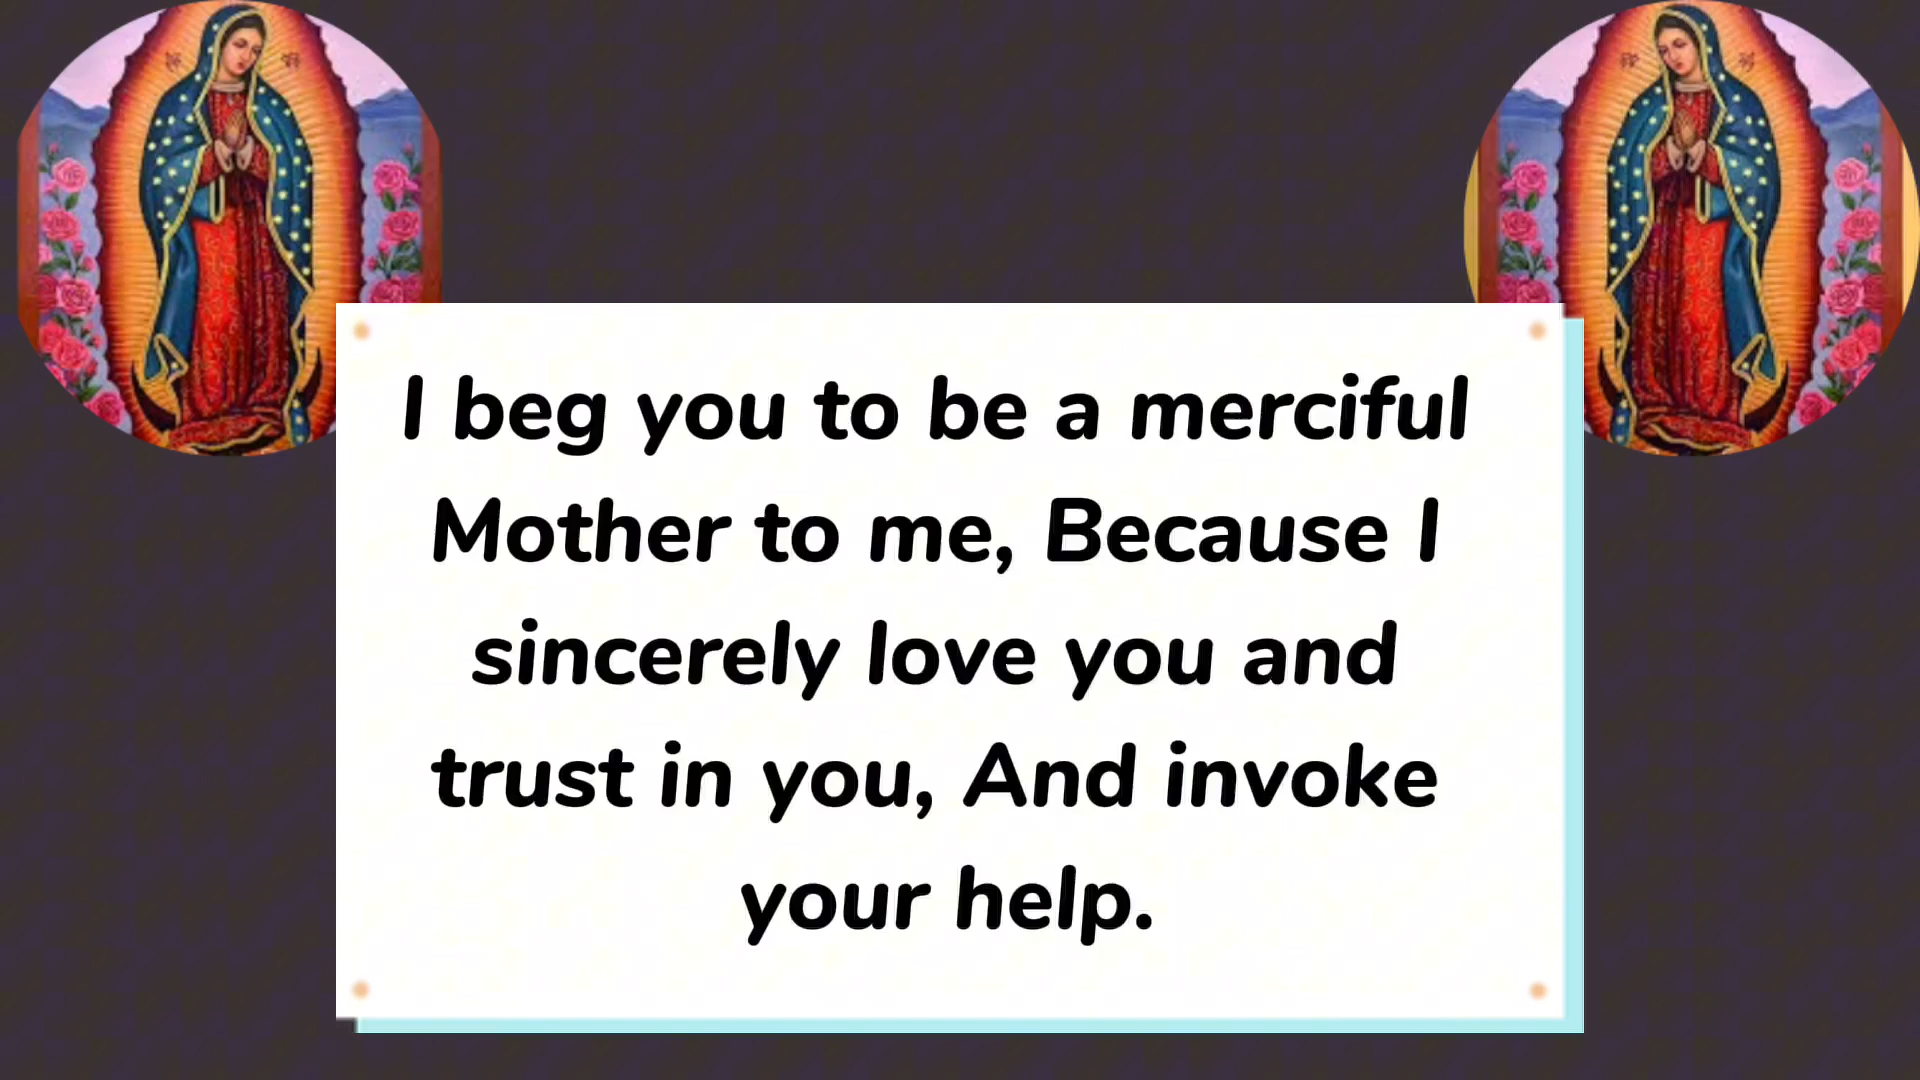 I beg you to be a merciful
Mother to me, Because I
sincerely love you and
trust in you, And invoke
your help.